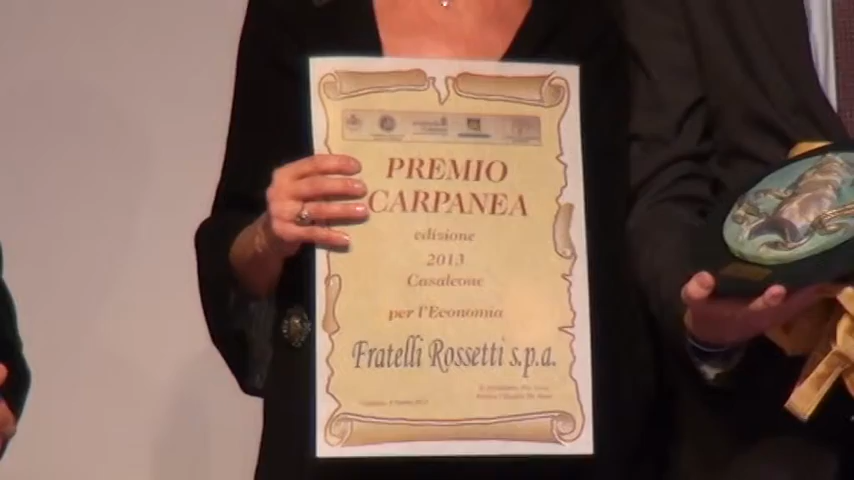 PREMIO
CARPANEA
edizione
2013
Casaleone
per l'Economia
Fratelli Rossetti s.p.a.